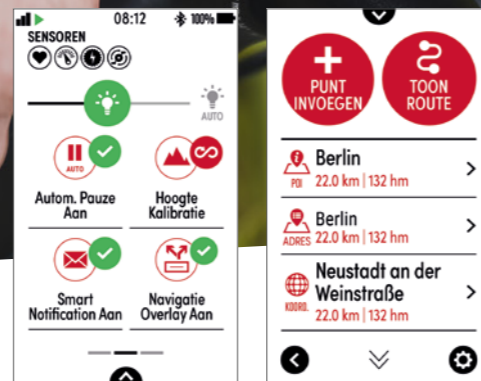 08:12
100%
SENSOREN
AUTO
AUTO
Autom. Pauze
Aan
Hoogte
Kalibratie
Smart
Notification Aan
Navigatie
Overlay Aan
PUNT
INVOEGEN
TOON
ROUTE
Berlin
POI
22.0 km | 132 hm
Berlin
ADRES
22.0 km | 132 hm
Neustadt an der
Weinstraße
KOORD.
22.0 km | 132 hm